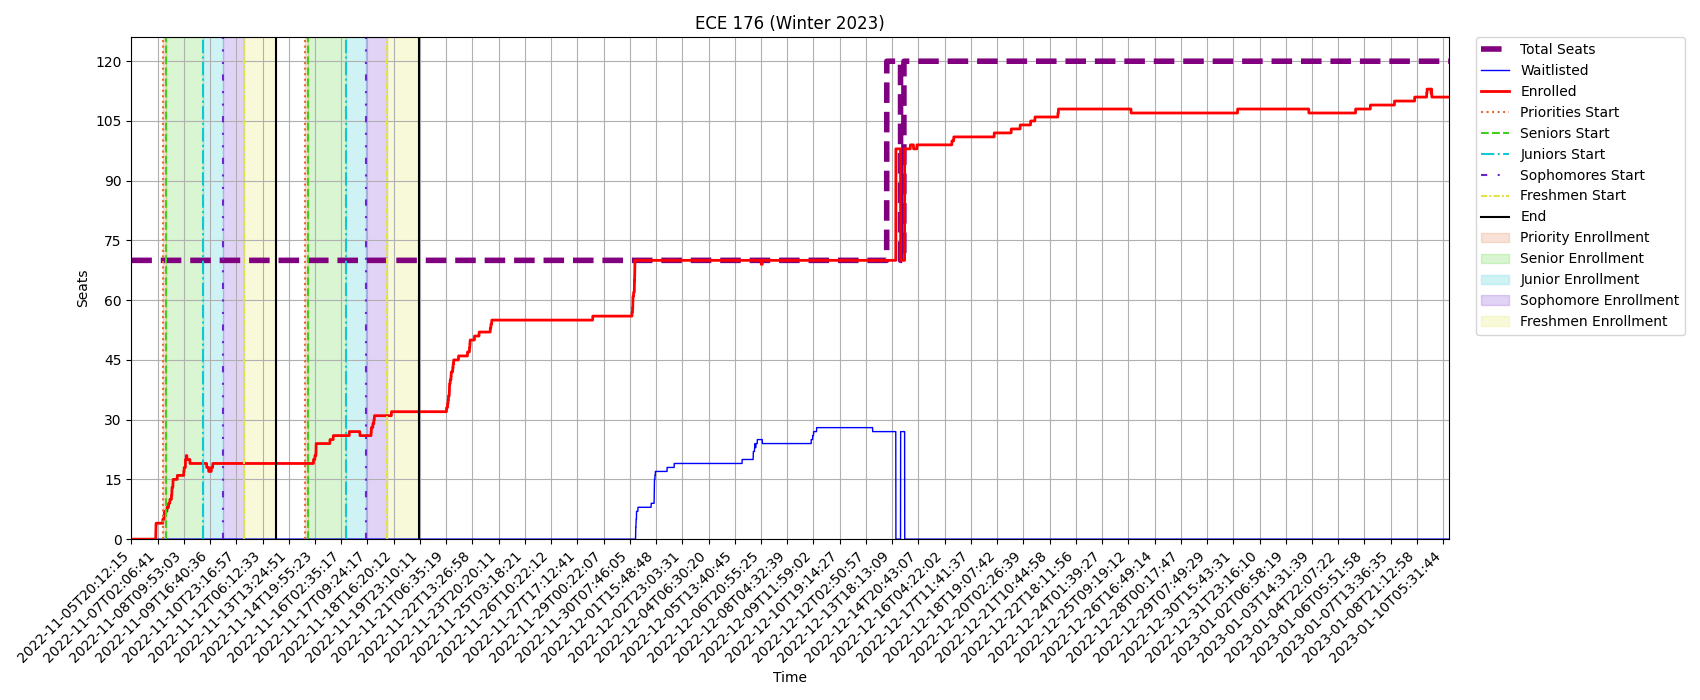 ECE 176 (Winter 2023)
120
105
90
75
60
45
30
15
0
Seats
2022-11-05T20:12:15
2022-11-07T02:06:41
2022-11-08T09:53:03
2022-11-09T16:40:36
2022-11-10T23:16:57
2022-11-12T06:12:33
2022-11-13T13:24:51
2022-11-14T19:55:23
2022-11-16T02:35:17
2022-11-17T09:24:17
2022-11-18T16:20:12
2022-11-19T23:10:11
2022-11-21T06:35:19
2022-11-23T13:26:58
2022-11-23T20:20:11
2022-11-25T03:18:21
2022-11-26T10:22:12
2022-11-27T17:12:41
2022-11-29T00:22:07
2022-11-30T07:46:05
2022-12-01T15:48:48
2022-12-02T23:03:31
2022-12-04T06:30:20
2022-12-05T13:40:45
2022-12-06T20:55:25
2022-12-08T04:32:39
2022-12-09T11:59:02
2022-12-10T19:14:27
2022-12-12T02:50:57
2022-12-13T18:13:09
2022-12-14T20:43:07
2022-12-16T04:22:02
2022-12-17T11:41:37
2022-12-18T19:07:42
2022-12-20T02:26:39
2022-12-21T10:44:58
2022-12-22T18:11:56
2022-12-24T01:39:27
2022-12-25T09:19:12
2022-12-26T16:49:14
2022-12-28T00:17:47
2022-12-29T07:49:29
2022-12-30T15:43:31
2022-12-31T23:16:10
2023-01-02T06:58:19
2023-01-03T14:31:39
2023-01-04T22:07:22
2023-01-06T05:51:58
2023-01-07T13:36:35
2023-01-08T21:12:58
2023-01-10T05:31:44
Time
Total Seats
Waitlisted
Enrolled
Priorities Start
Seniors Start
Juniors Start
Sophomores Start
Freshmen Start
End
Priority Enrollment
Senior Enrollment
Junior Enrollment
Sophomore Enrollment
Freshmen Enrollment